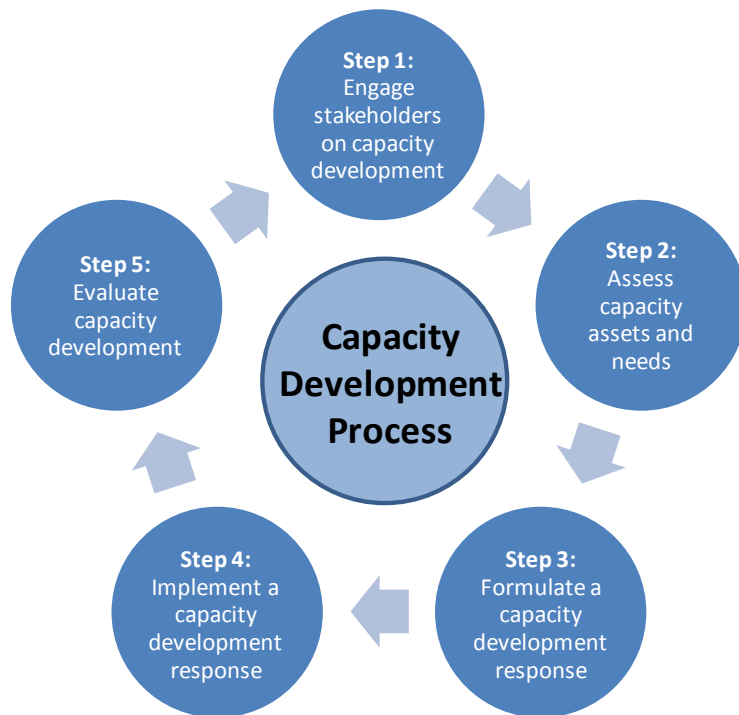 Step 1:
Engage
stakeholders
on capacity
development
Step 2:
Assess
capacity
assets and
needs
Step 3:
Formulate a
capacity
development
response
Step 4:
Implement a
capacity
development
response
Step 5:
Evaluate
capacity
development
Capacity
Development
Process